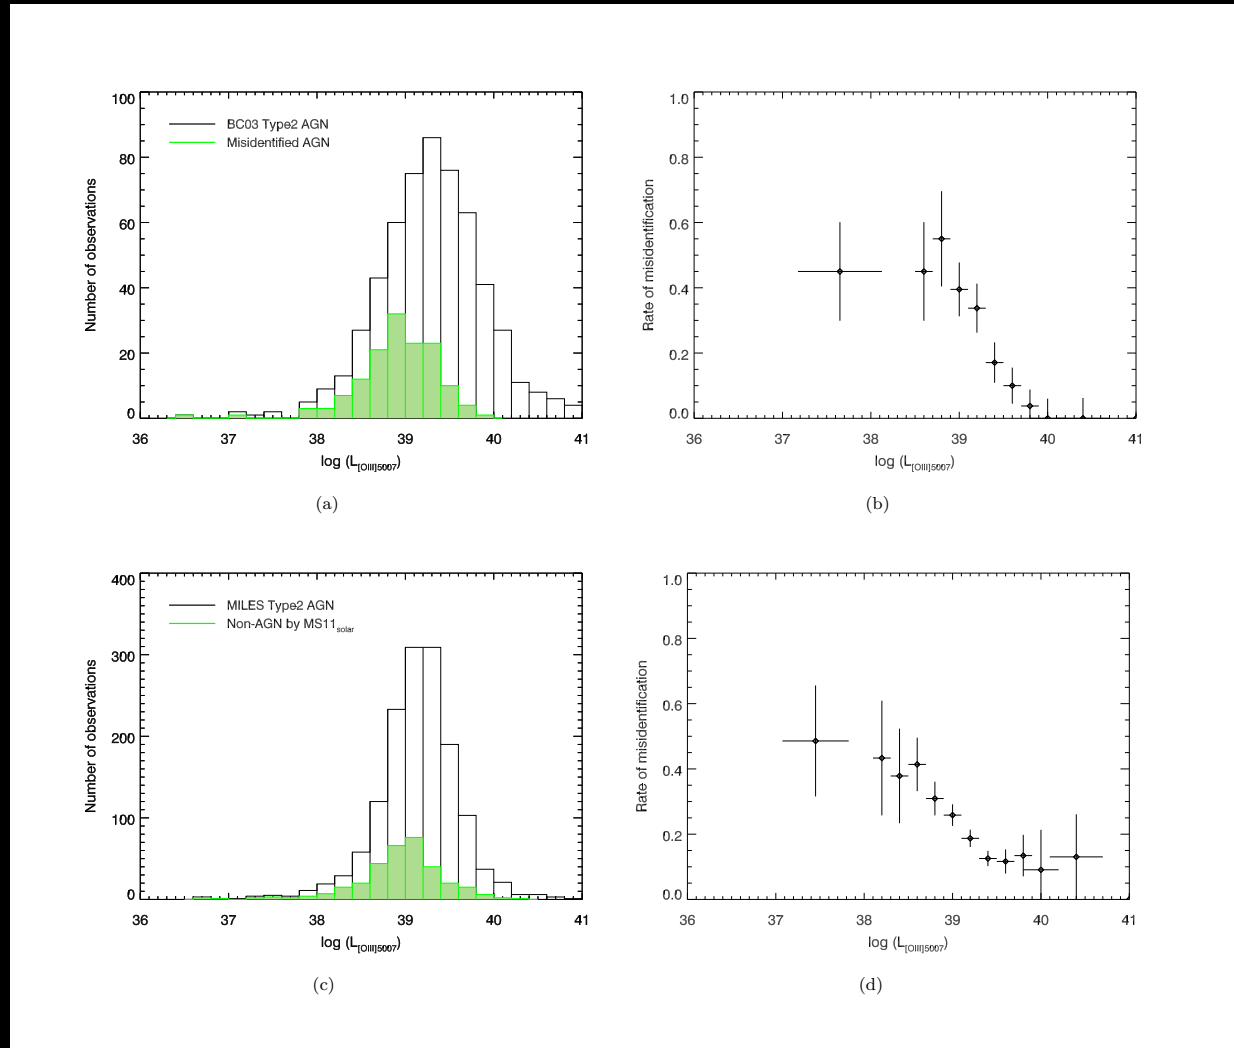 100
80
60
40
20
0
Number of observations
BC03 Type2 AGN
Misidentified AGN
36 37 38 39 40 41
log (L[OIII]5007)
(a)
1.0
0.8
0.6
0.4
0.2
0.0
Rate of misidentification
36 37 38 39 40 41
log (L[OIII]5007)
(b)
400
300
200
100
0
Number of observations
MILES Type2 AGN
Non-AGN by MS11solar
36 37 38 39 40 41
log (L[OIII]5007)
(c)
1.0
0.8
0.6
0.4
0.2
0.0
Rate of misidentification
36 37 38 39 40 41
log (L[OIII]5007)
(d)